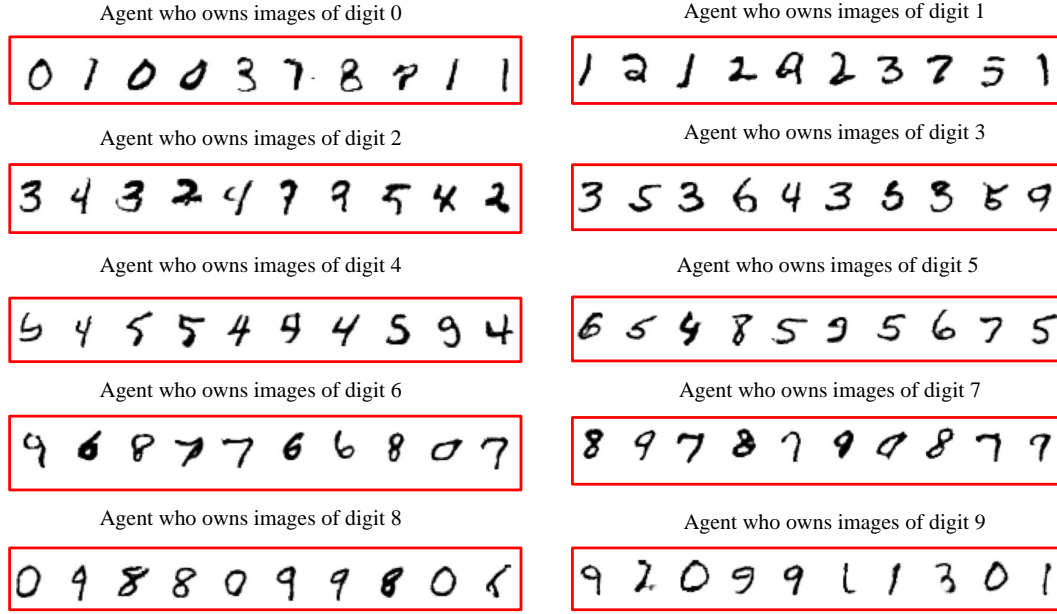 Agent who owns images of digit 0
0 1 0 0 3 7 8 1 1
Agent who owns images of digit 1
1 2 1 2 2 3 7 5 1
Agent who owns images of digit 2
3 4 3 2 4 7 9 5 4 2
Agent who owns images of digit 3
3 5 3 6 4 3 3 9
Agent who owns images of digit 4
5 4 5 5 4 9 4 5 9 4
Agent who owns images of digit 5
6 5 8 5 9 5 6 7 5
Agent who owns images of digit 6
9 6 8 7 7 6 6 8 0 7
Agent who owns images of digit 7
8 9 7 8 7 9 0 8 7 7
Agent who owns images of digit 8
0 9 8 8 0 9 9 8 0
Agent who owns images of digit 9
9 2 0 9 9 1 1 3 0 1